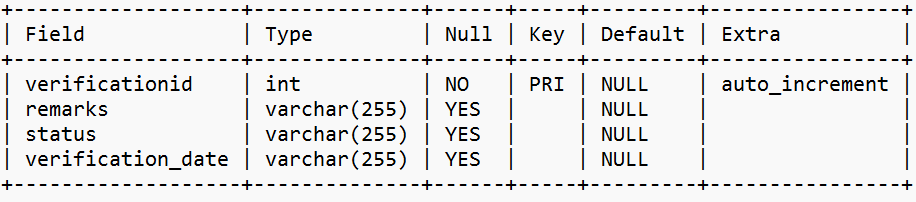 +-------------------+--------------+------+-----+---------+----------------+
| Field             | Type         | Null | Key | Default | Extra          |
+-------------------+--------------+------+-----+---------+----------------+
| verificationid    | int          | NO   | PRI | NULL    | auto_increment |
| remarks           | varchar(255) | YES  |     | NULL    |                |
| status            | varchar(255) | YES  |     | NULL    |                |
| verification_date | varchar(255) | YES  |     | NULL    |                |
+-------------------+--------------+------+-----+---------+----------------+